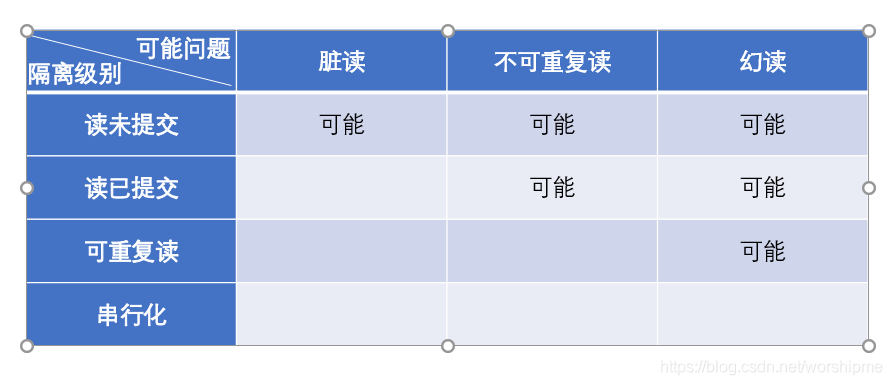 可能问题
隔离级别 脏读 不可重复读 幻读
读未提交 可能 可能 可能
读已提交 可能 可能
可重复读 可能
串行化
https://blog.csdn.net/worshipme